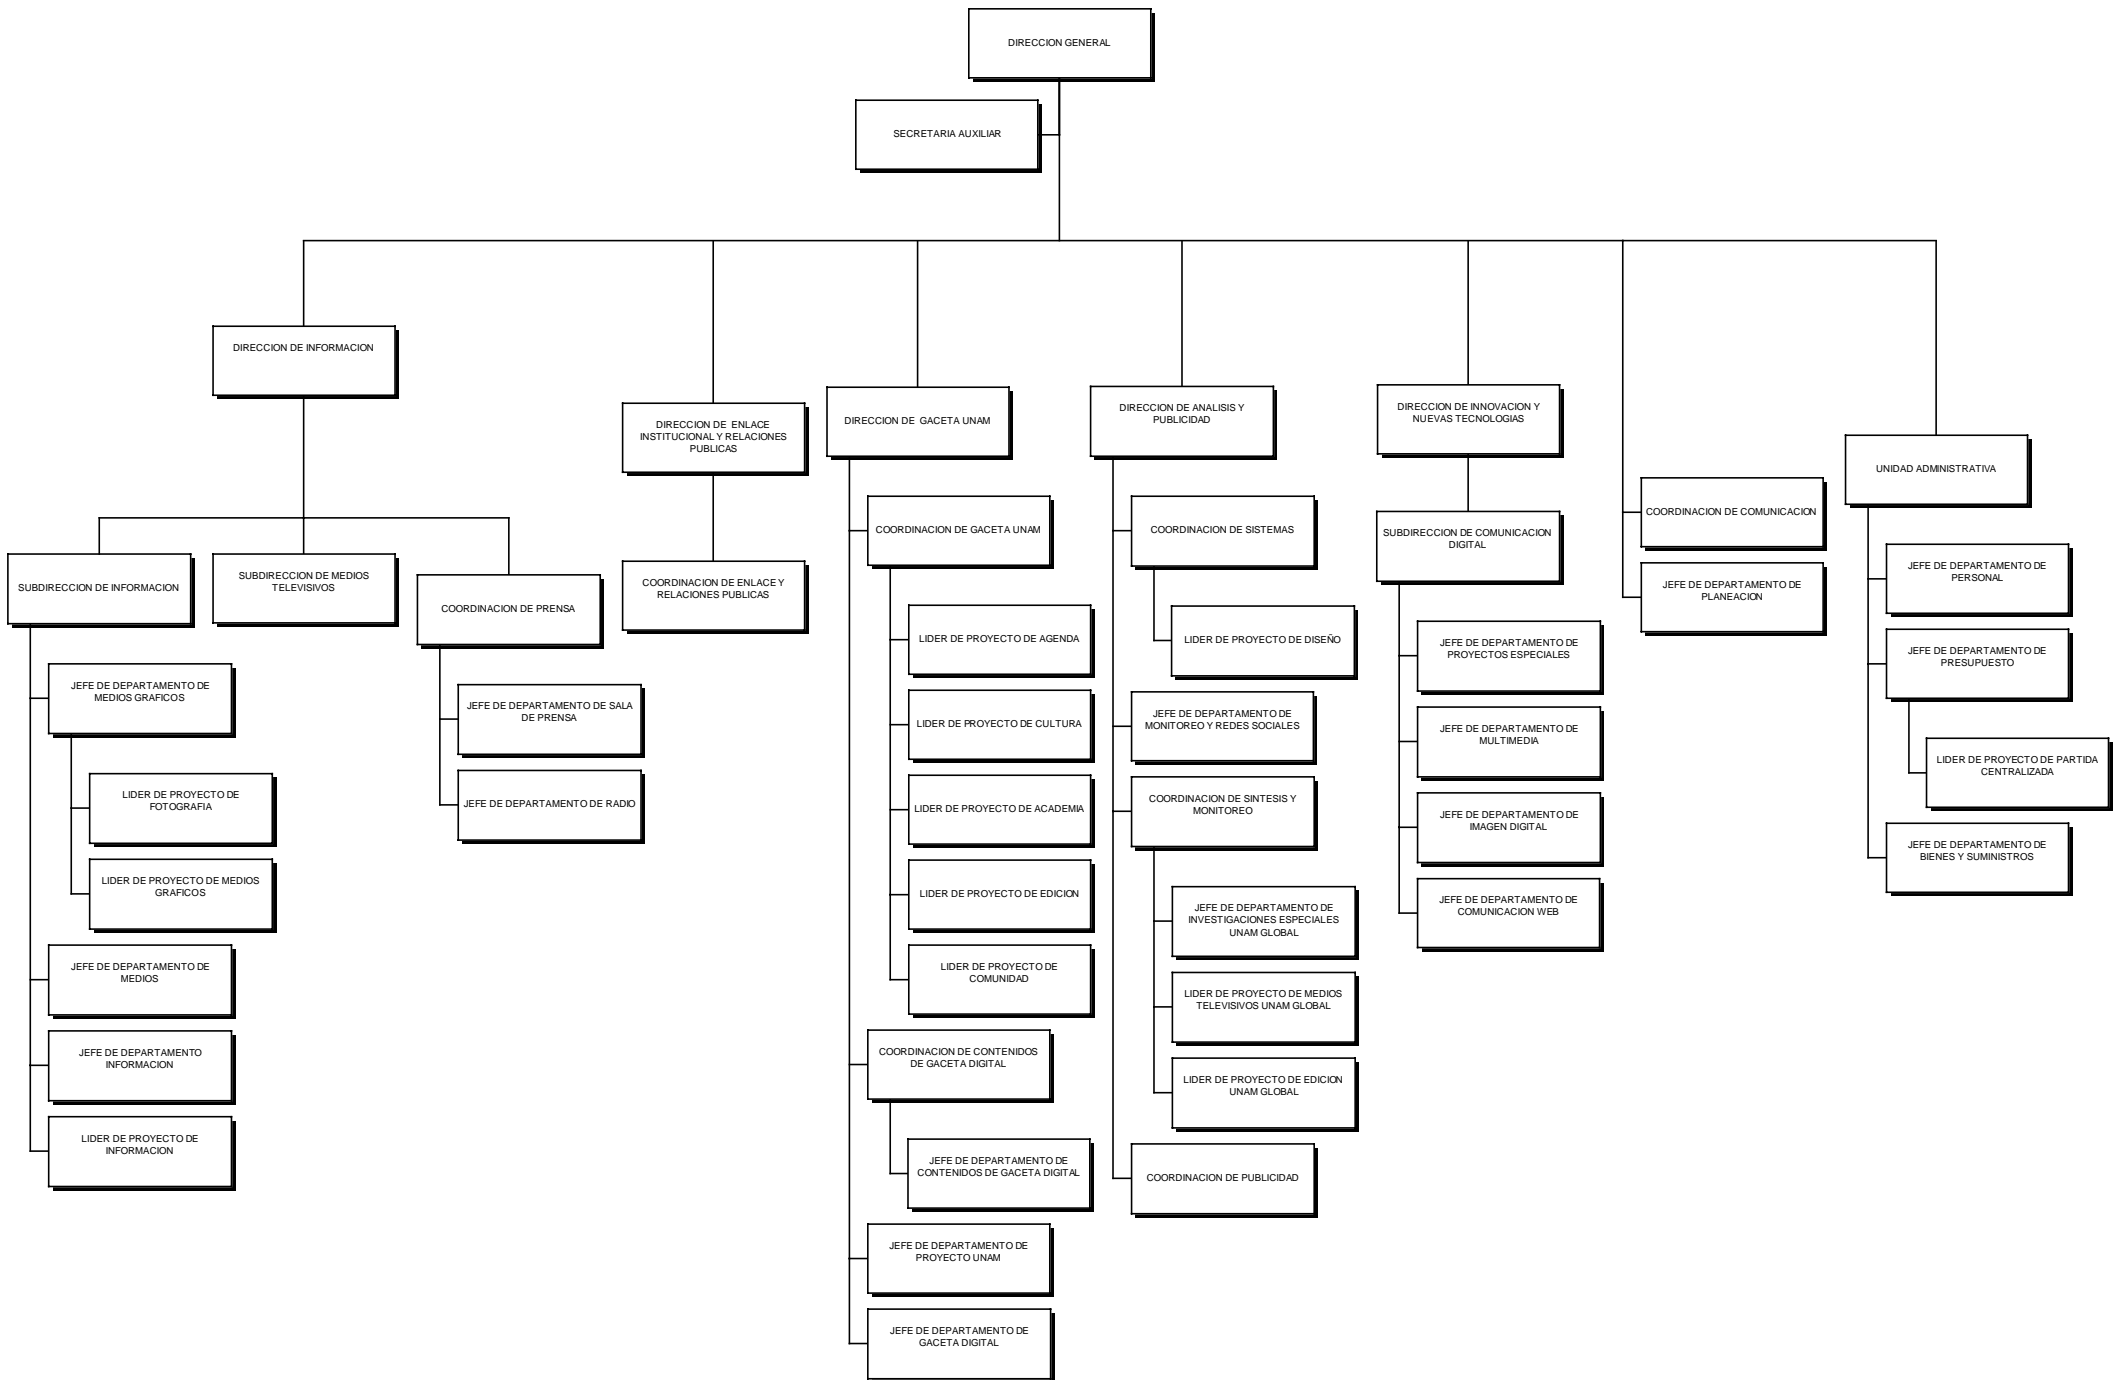 DIRECCION GENERAL
SECRETARIA AUXILIAR
DIRECCION DE INFORMACION
SUBDIRECCION DE INFORMACION
JEFE DE DEPARTAMENTO DE
MEDIOS GRAFICOS
LIDER DE PROYECTO DE
FOTOGRAFIA
LIDER DE PROYECTO DE MEDIOS
GRAFICOS
JEFE DE DEPARTAMENTO DE
MEDIOS
JEFE DE DEPARTAMENTO
INFORMACION
LIDER DE PROYECTO DE
INFORMACION
SUBDIRECCION DE MEDIOS
TELEVISIVOS
COORDINACION DE PRENSA
JEFE DE DEPARTAMENTO DE SALA
DE PRENSA
JEFE DE DEPARTAMENTO DE RADIO
DIRECCION DE ENLACE
INSTITUCIONAL Y RELACIONES
PUBLICAS
COORDINACION DE ENLACE Y
RELACIONES PUBLICAS
DIRECCION DE GACETA UNAM
COORDINACION DE GACETA UNAM
LIDER DE PROYECTO DE AGENDA
LIDER DE PROYECTO DE CULTURA
LIDER DE PROYECTO DE ACADEMIA
LIDER DE PROYECTO DE EDICION
LIDER DE PROYECTO DE
COMUNIDAD
COORDINACION DE CONTENIDOS
DE GACETA DIGITAL
JEFE DE DEPARTAMENTO DE
CONTENIDOS DE GACETA DIGITAL
JEFE DE DEPARTAMENTO DE
PROYECTO UNAM
JEFE DE DEPARTAMENTO DE
GACETA DIGITAL
DIRECCION DE ANALISIS Y
PUBLICIDAD
COORDINACION DE SISTEMAS
LIDER DE PROYECTO DE DISEÑO
JEFE DE DEPARTAMENTO DE
MONITOREO Y REDES SOCIALES
COORDINACION DE SINTESIS Y
MONITOREO
JEFE DE DEPARTAMENTO DE
INVESTIGACIONES ESPECIALES
UNAM GLOBAL
LIDER DE PROYECTO DE MEDIOS
TELEVISIVOS UNAM GLOBAL
LIDER DE PROYECTO DE EDICION
UNAM GLOBAL
COORDINACION DE PUBLICIDAD
DIRECCION DE INNOVACION Y
NUEVAS TECNOLOGIAS
SUBDIRECCION DE COMUNICACION
DIGITAL
JEFE DE DEPARTAMENTO DE
PROYECTOS ESPECIALES
JEFE DE DEPARTAMENTO DE
MULTIMEDIA
JEFE DE DEPARTAMENTO DE
IMAGEN DIGITAL
JEFE DE DEPARTAMENTO DE
COMUNICACION WEB
COORDINACION DE COMUNICACION
JEFE DE DEPARTAMENTO DE
PLANEACION
UNIDAD ADMINISTRATIVA
JEFE DE DEPARTAMENTO DE
PERSONAL
JEFE DE DEPARTAMENTO DE
PRESUPUESTO
LIDER DE PROYECTO DE PARTIDA
CENTRALIZADA
JEFE DE DEPARTAMENTO DE
BIENES Y SUMINISTROS